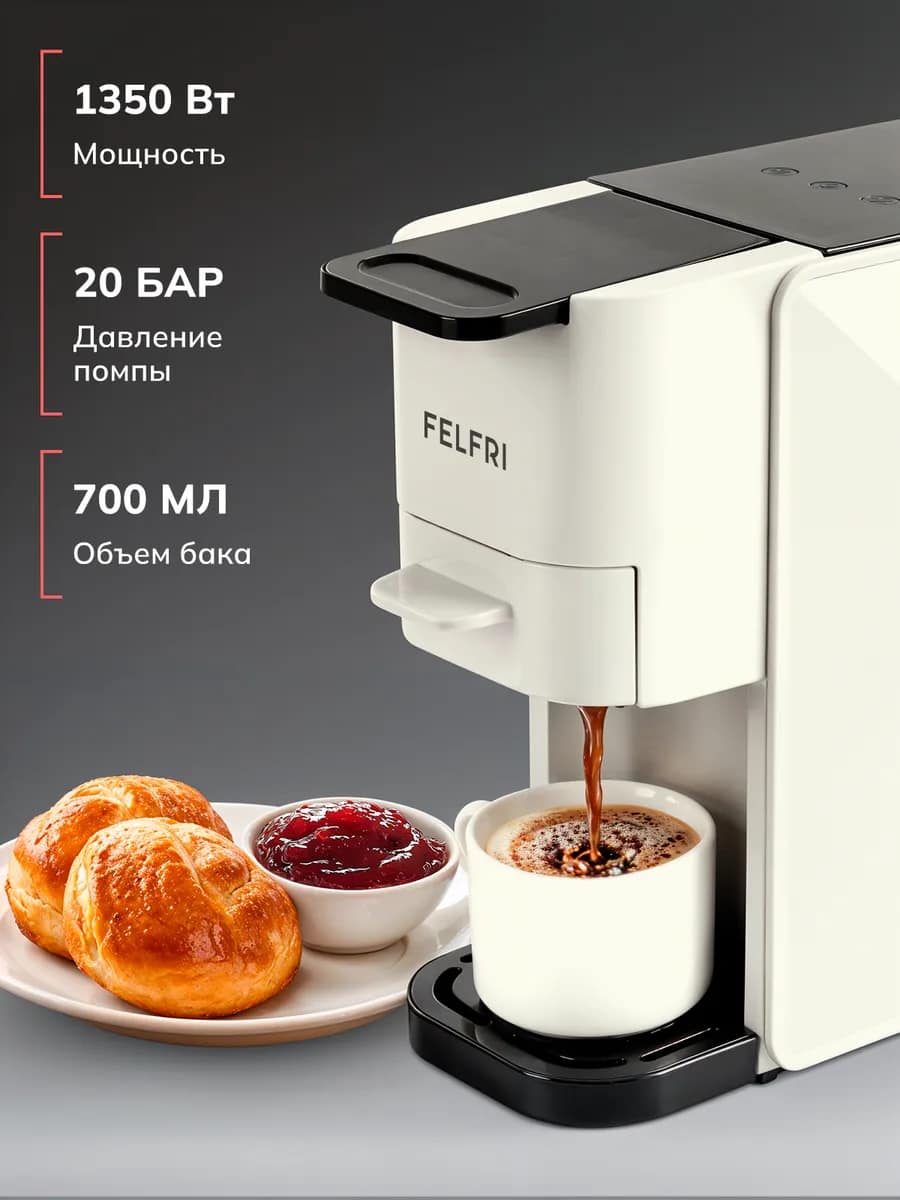 1350 Вт
Мощность
20 БАР
Давление
помпы
700 МЛ
Объем бака
FELFRI